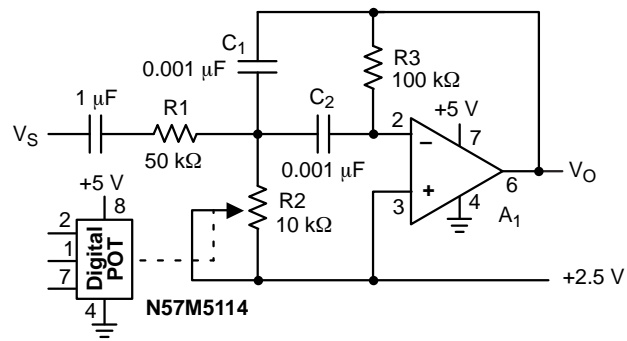 C1
R3
0.001 µF
100 kΩ
1 µF
R1
C2
+5 V
VS
2
7
–
50 kΩ
0.001 µF
6
VO
+
+5 V
R2
3
4
A1
8
10 kΩ
2
1
7
Digital
POT
+2.5 V
4
N57M5114